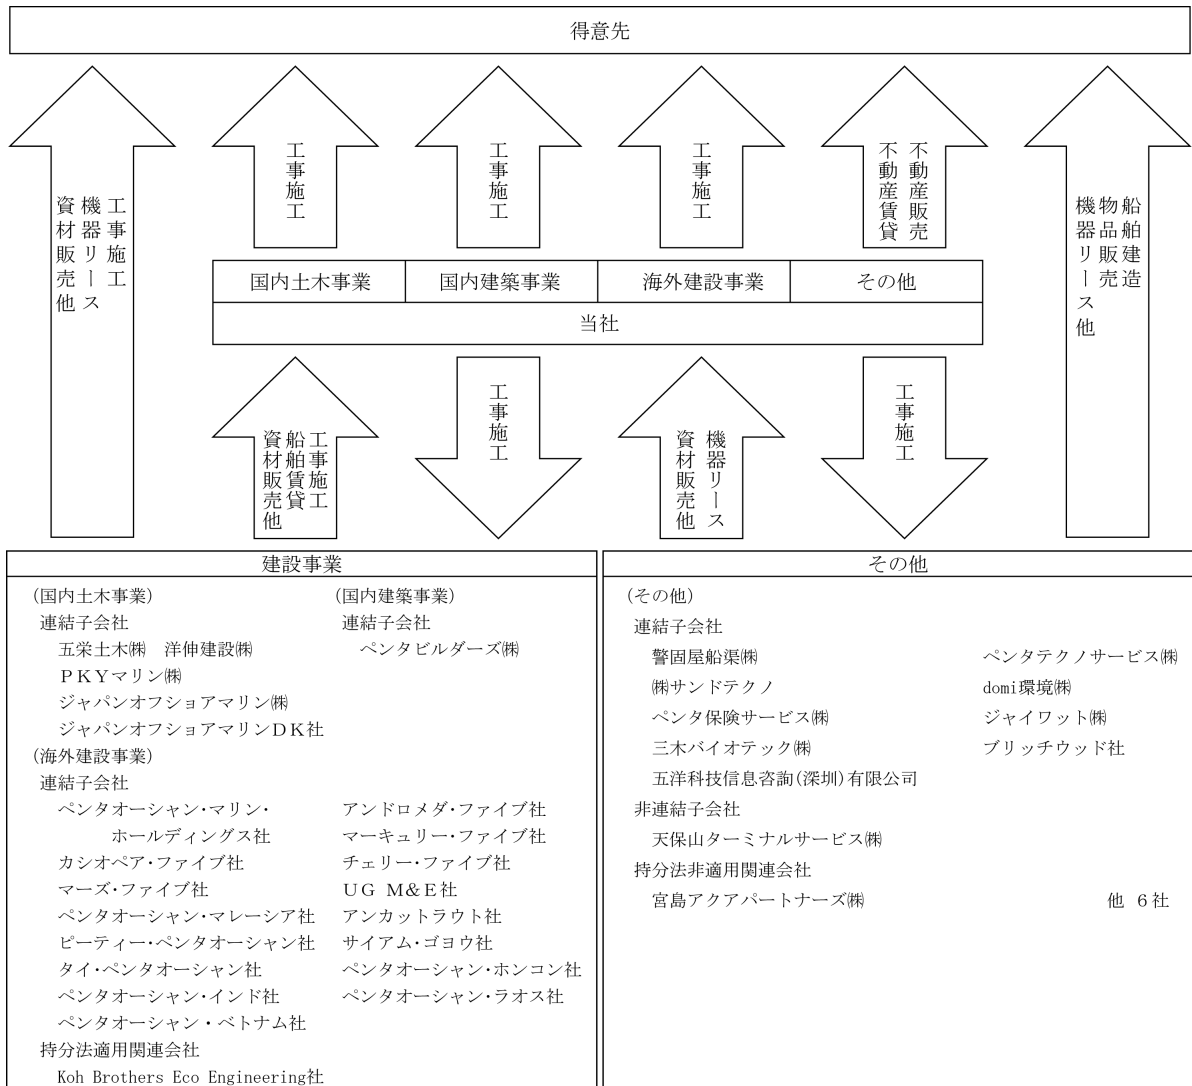 得意先
工事施工
機器リース
資材販売他
工事施工
工事施工
工事施工
不動産販売
不動産賃貸
船舶建造
物品販売
機器リース他
国内土木事業 国内建築事業 海外建設事業 その他
当社
工事施工
船舶賃貸
資材販売他
工事施工
機器リース
資材販売他
工事施工
建設事業
(国内土木事業) (国内建築事業)
連結子会社 連結子会社
五栄土木㈱ 洋伸建設㈱ ペンタビルダーズ㈱
PKYマリン㈱
ジャパンオフショアマリン㈱
ジャパンオフショアマリンDK社
(海外建設事業)
連結子会社
ペンタオーシャン・マリン・ アンドロメダ・ファイブ社
ホールディングス社 マーキュリー・ファイブ社
カシオペア・ファイブ社 チェリー・ファイブ社
マーズ・ファイブ社 UG M&E社
ペンタオーシャン・マレーシア社 アンカットラウト社
ピーティー・ペンタオーシャン社 サイアム・ゴヨウ社
タイ・ペンタオーシャン社 ペンタオーシャン・ホンコン社
ペンタオーシャン・インド社 ペンタオーシャン・ラオス社
ペンタオーシャン・ベトナム社
持分法適用関連会社
Koh Brothers Eco Engineering社
その他
(その他)
連結子会社
警固屋船渠㈱ ペンタテクノサービス㈱
㈱サンドテクノ domi環境㈱
ペンタ保険サービス㈱ ジャイワット㈱
三木バイオテック㈱ ブリッチウッド社
五洋科技信息咨詢(深圳)有限公司
非連結子会社
天保山ターミナルサービス㈱
持分法非適用関連会社
宮島アクアパートナーズ㈱ 他 6社